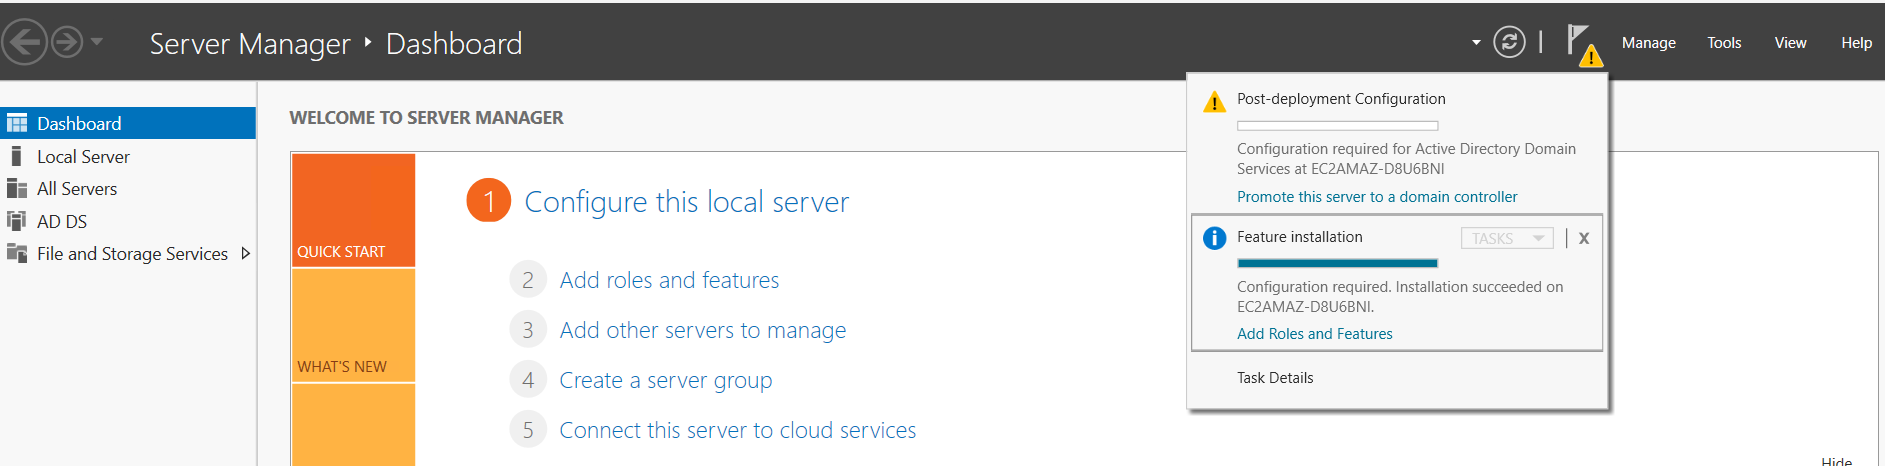 Server Manager ‣ Dashboard
Manage
Tools
View
Help
Dashboard
Local Server
All Servers
AD DS
File and Storage Services
WELCOME TO SERVER MANAGER
QUICK START
WHAT'S NEW
1 Configure this local server
2 Add roles and features
3 Add other servers to manage
4 Create a server group
5 Connect this server to cloud services
Post-deployment Configuration
Configuration required for Active Directory Domain
Services at EC2AMAZ-D8U6BNI
Promote this server to a domain controller
Feature installation
TASKS
X
Configuration required. Installation succeeded on
EC2AMAZ-D8U6BNI.
Add Roles and Features
Task Details
Hide